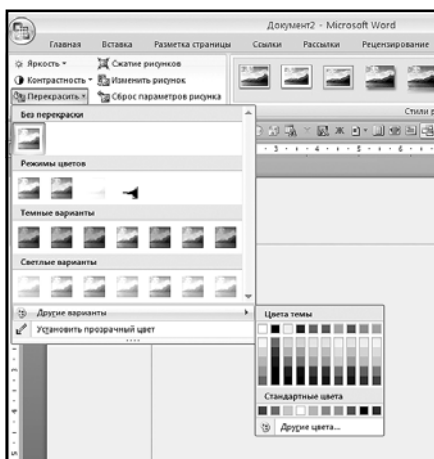 Документ2 - Microsoft Word
Главная Вставка Разметка страницы Ссылки Рассылки Рецензирование
Яркость Сжатие рисунков
Контрастность Изменить рисунок
Перекрасить Сброс параметров рисунка
Стили р
Без перекраски
Режимы цветов
Темные варианты
Светлые варианты
Другие варианты
Установить прозрачный цвет
Цвета темы
Стандартные цвета
Другие цвета...